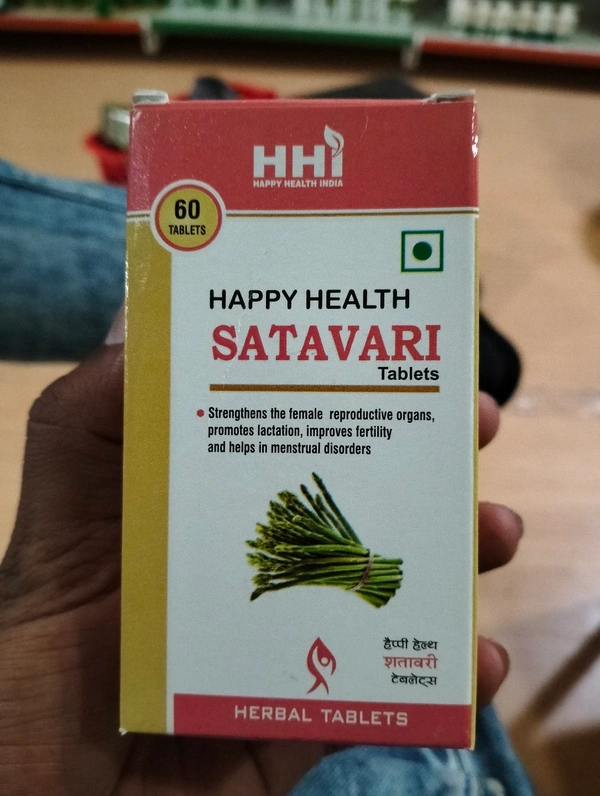 HHI
HAPPY HEALTH INDIA
60
TABLETS
HAPPY HEALTH
SATAVARI
Tablets
Strengthens the female reproductive organs,
promotes lactation, improves fertility
and helps in menstrual disorders
हैप्पी हेल्थ
शतावरी
टेबलेट्स
HERBAL TABLETS